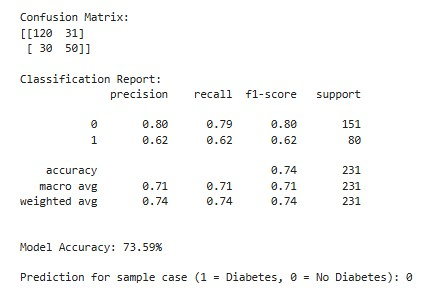 Confusion Matrix:
[[120  31]
 [ 30  50]]
Classification Report:
              precision    recall  f1-score   support
           0       0.80      0.79      0.80       151
           1       0.62      0.62      0.62        80
    accuracy                           0.74       231
   macro avg       0.71      0.71      0.71       231
weighted avg       0.74      0.74      0.74       231
Model Accuracy: 73.59%
Prediction for sample case (1 = Diabetes, 0 = No Diabetes): 0